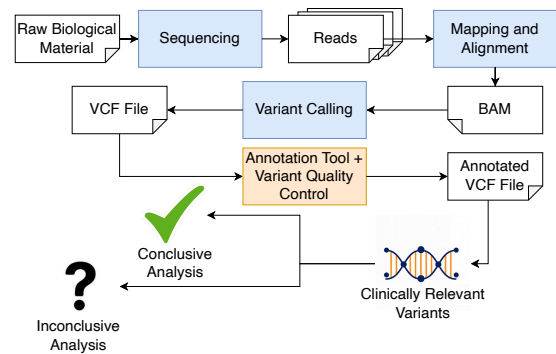 Raw Biological
Material
Sequencing
Reads
Mapping and
Alignment
VCF File
Variant Calling
BAM
Annotation Tool +
Variant Quality
Control
Annotated
VCF File
Conclusive
Analysis
Clinically Relevant
Variants
?
Inconclusive
Analysis